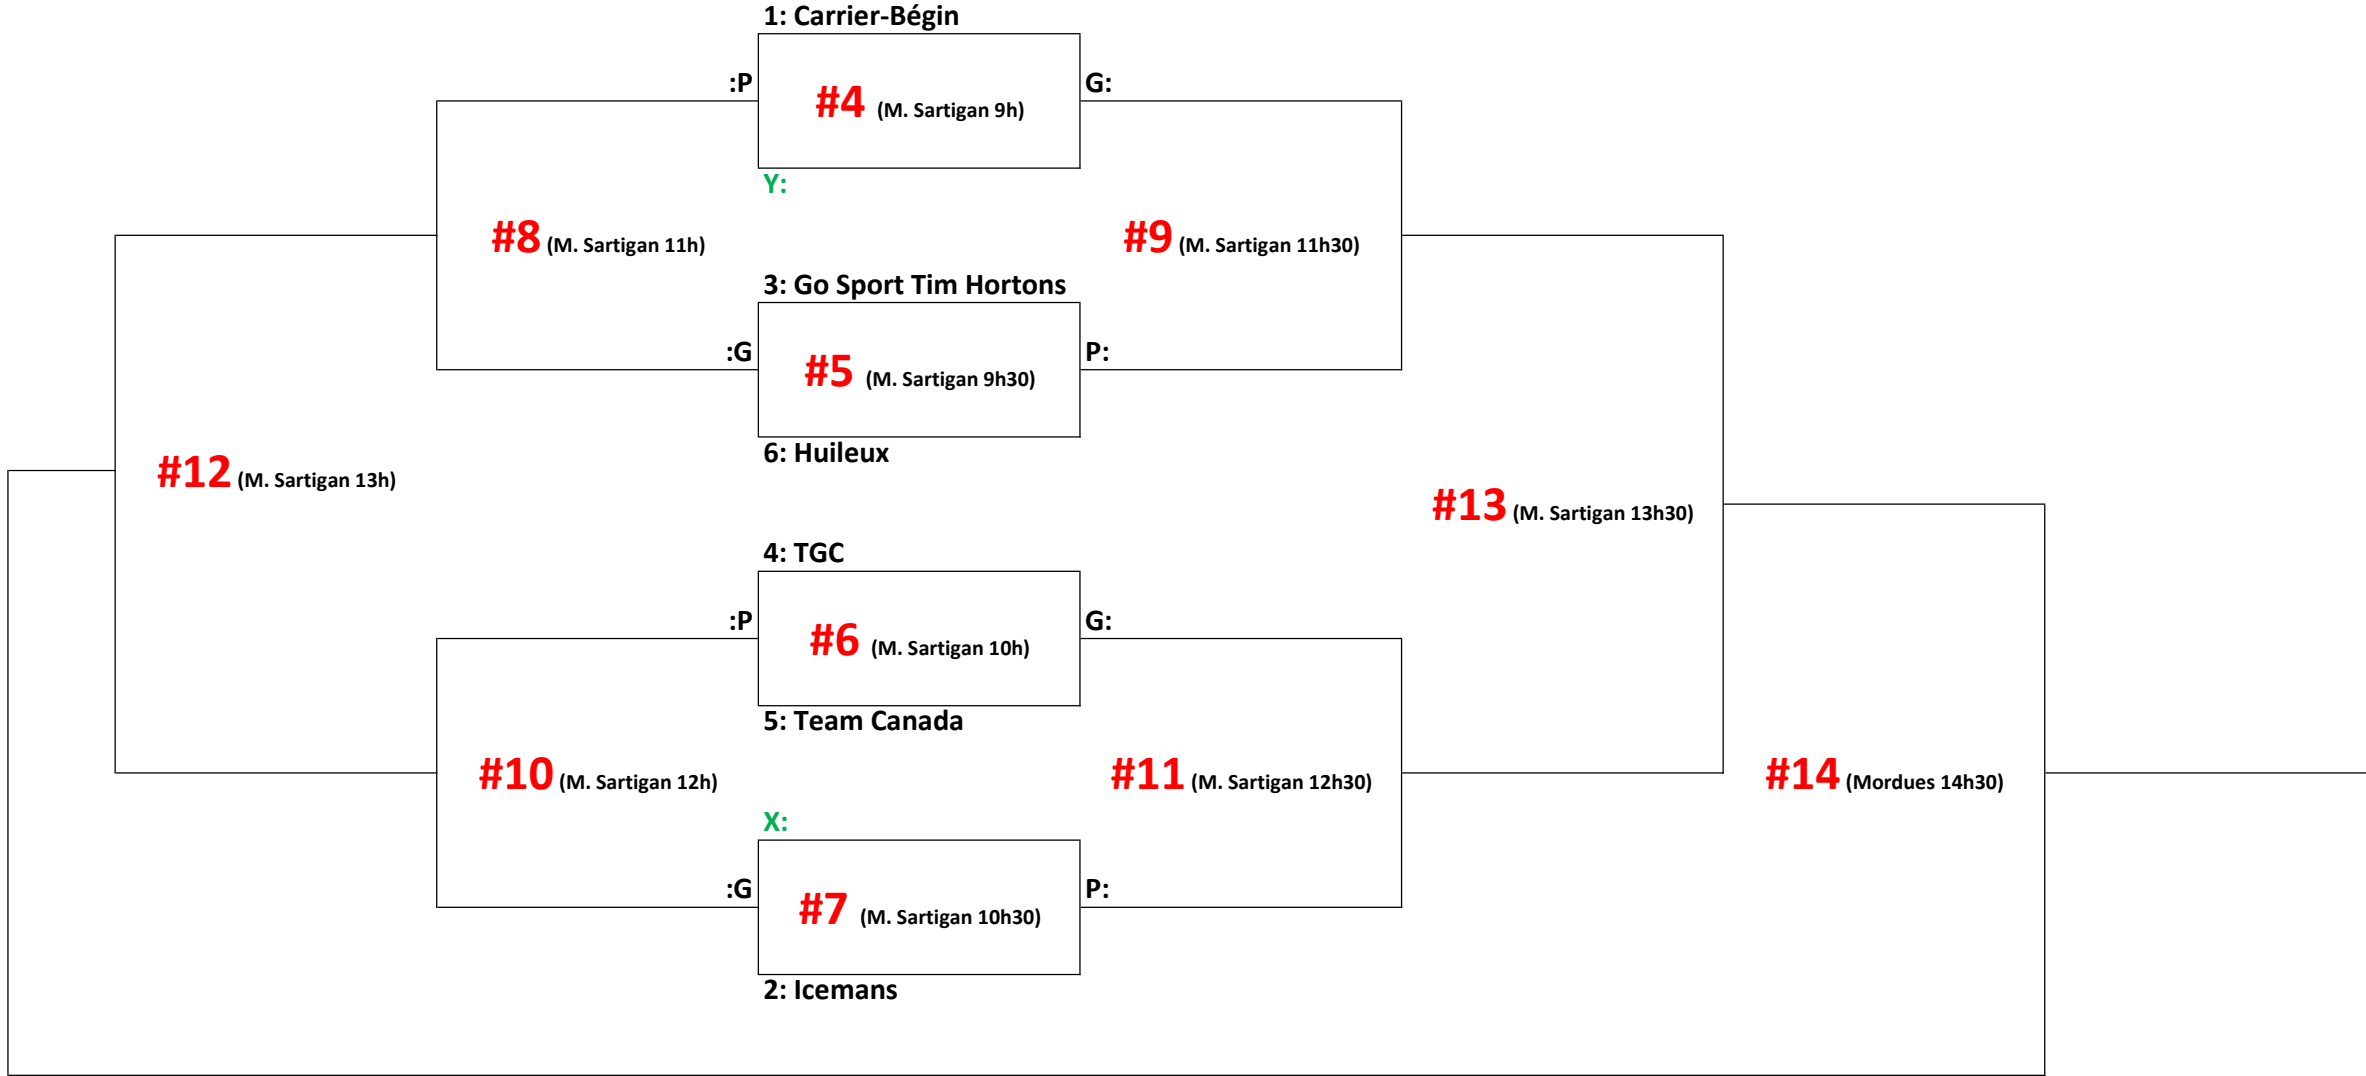 1: Carrier-Bégin
:P
#4 (M. Sartigan 9h)
G:
Y:
#8 (M. Sartigan 11h)
#9 (M. Sartigan 11h30)
3: Go Sport Tim Hortons
:G
#5 (M. Sartigan 9h30)
P:
6: Huileux
#12 (M. Sartigan 13h)
#13 (M. Sartigan 13h30)
4: TGC
:P
#6 (M. Sartigan 10h)
G:
5: Team Canada
#10 (M. Sartigan 12h)
#11 (M. Sartigan 12h30)
#14 (Mordues 14h30)
X:
:G
#7 (M. Sartigan 10h30)
P:
2: Icemans